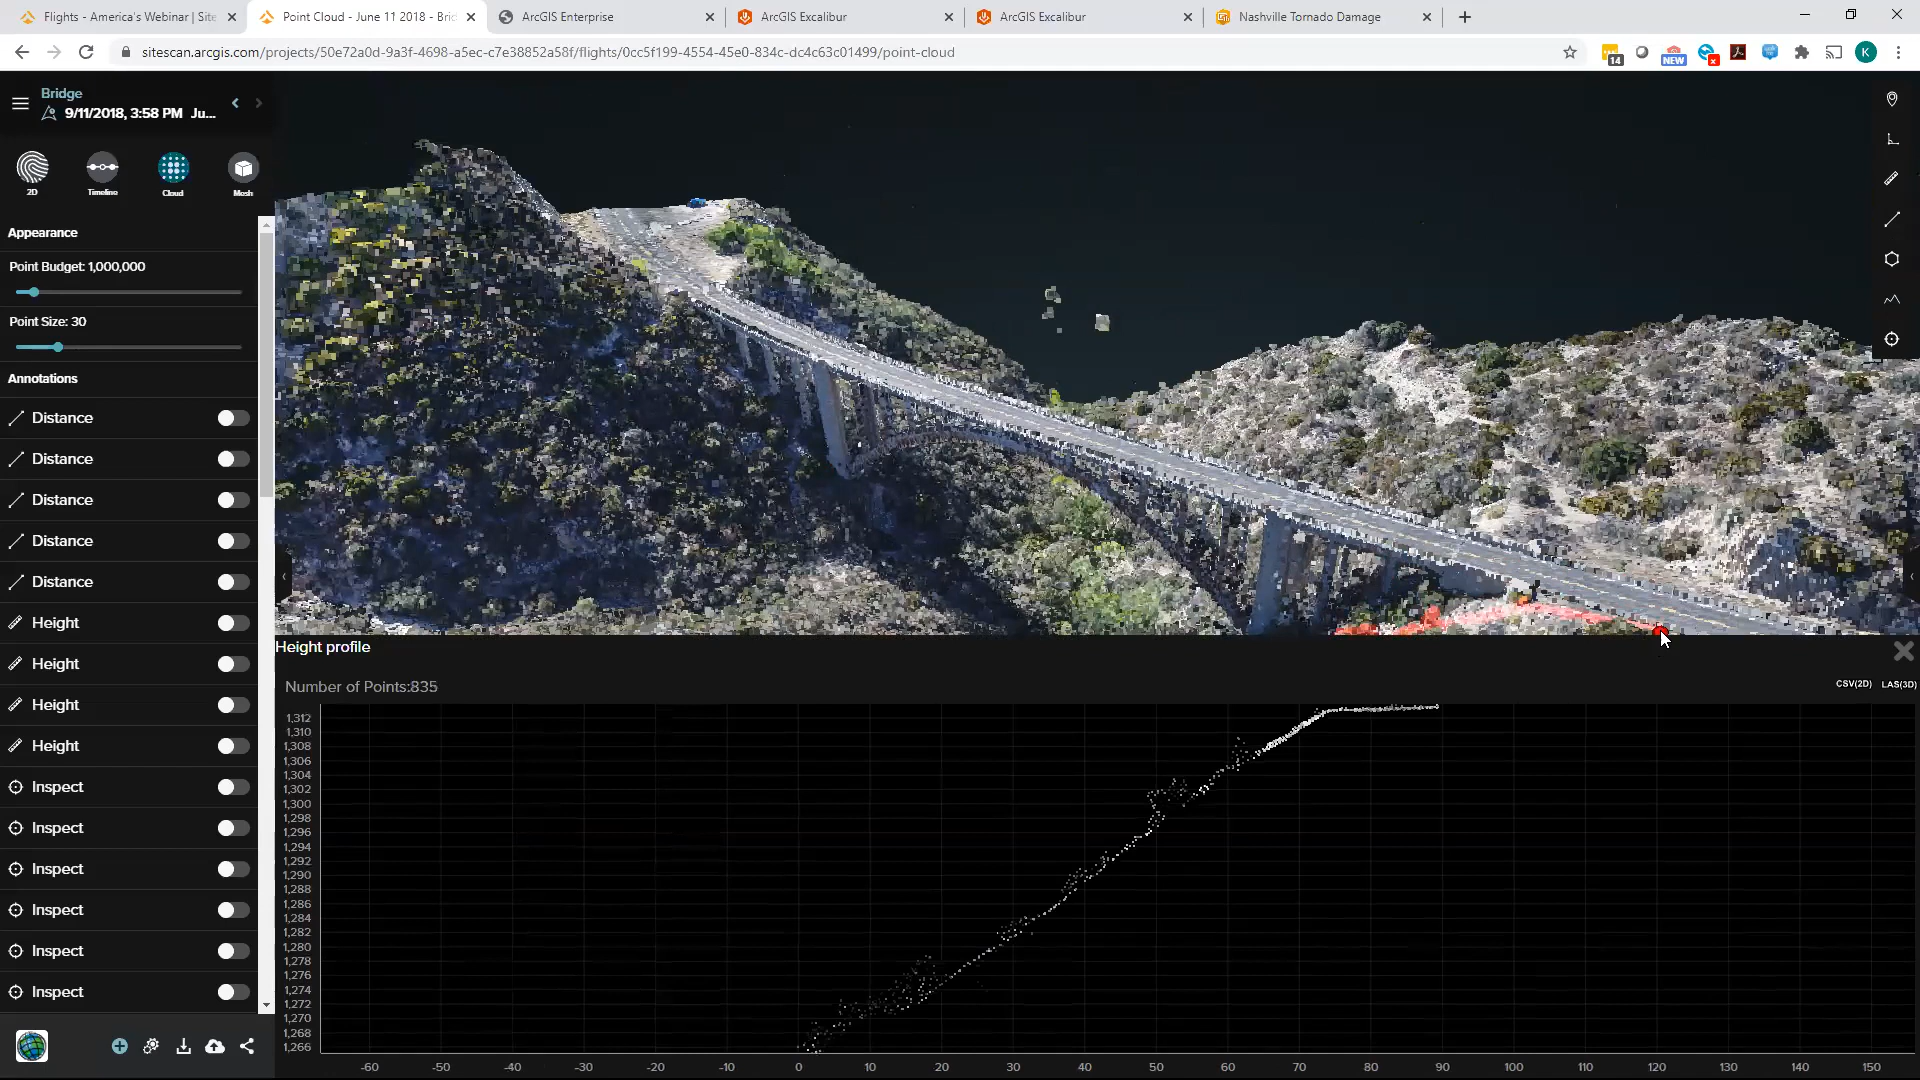 Flights - America's Webinar | Site
Point Cloud - June 11 2018 - Brid
ArcGIS Enterprise
ArcGIS Excalibur
ArcGIS Excalibur
Nashville Tornado Damage
sitescan.arcgis.com/projects/50e72a0d-9a3f-4698-a5ec-c7e38852a58f/flights/0cc5f199-4554-45e0-834c-dc4c63c01499/point-cloud
14
NEW
K
Bridge
9/11/2018, 3:58 PM Ju...
2D
Timeline
Cloud
Mesh
Appearance
Point Budget: 1,000,000
Point Size: 30
Annotations
Distance
Distance
Distance
Distance
Distance
Height
Height
Height
Height
Inspect
Inspect
Inspect
Inspect
Inspect
Inspect
Height profile
Number of Points:835
CSV(2D) LAS(3D)
1,312
1,310
1,308
1,306
1,304
1,302
1,300
1,298
1,296
1,294
1,292
1,290
1,288
1,286
1,284
1,282
1,280
1,278
1,276
1,274
1,272
1,270
1,268
1,266
-60 -50 -40 -30 -20 -10 0 10 20 30 40 50 60 70 80 90 100 110 120 130 140 150